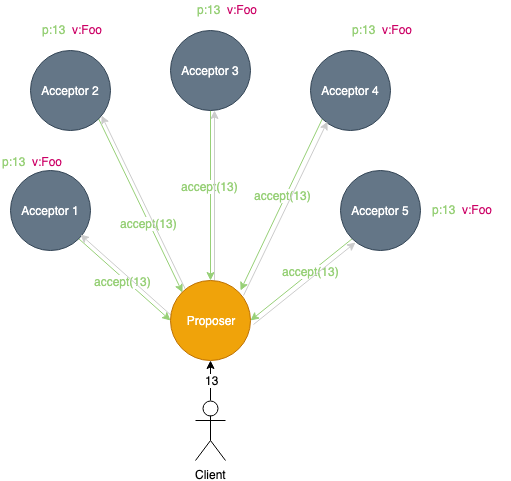 p:13 v:Foo
p:13 v:Foo
p:13 v:Foo
Acceptor 2
Acceptor 3
Acceptor 4
p:13 v:Foo
Acceptor 1
Acceptor 5
p:13 v:Foo
accept(13)
accept(13)
accept(13)
accept(13)
accept(13)
Proposer
13
Client